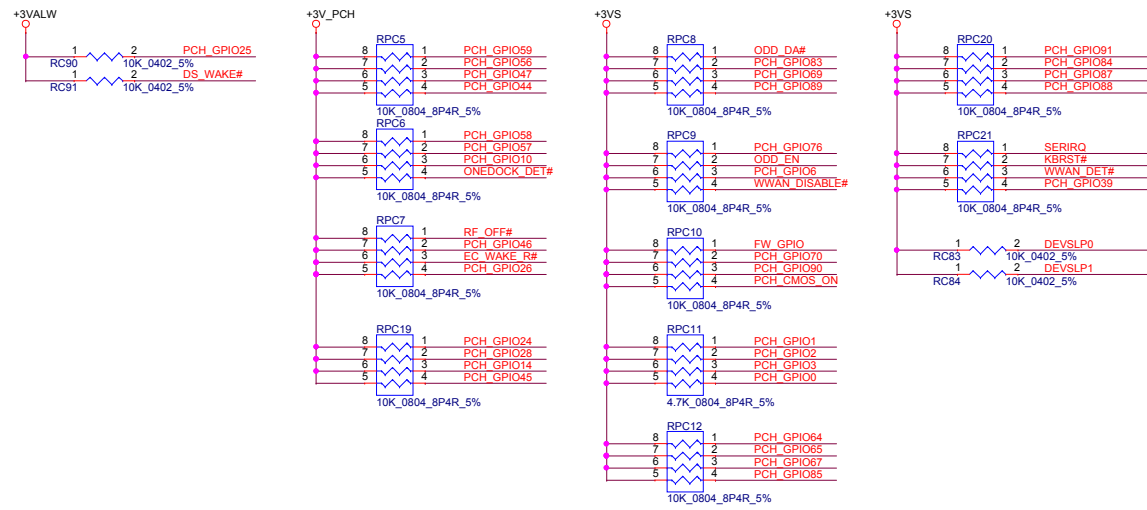 +3VALW
1 2 PCH_GPIO25
RC90 10K_0402_5%
1 2 DS_WAKE#
RC91 10K_0402_5%
+3V_PCH
RPC5
8 1 PCH_GPIO59
7 2 PCH_GPIO56
6 3 PCH_GPIO47
5 4 PCH_GPIO44
10K_0804_8P4R_5%
RPC6
8 1 PCH_GPIO58
7 2 PCH_GPIO57
6 3 PCH_GPIO10
5 4 ONEDOCK_DET#
10K_0804_8P4R_5%
RPC7
8 1 RF_OFF#
7 2 PCH_GPIO46
6 3 EC_WAKE_R#
5 4 PCH_GPIO26
10K_0804_8P4R_5%
RPC19
8 1 PCH_GPIO24
7 2 PCH_GPIO28
6 3 PCH_GPIO14
5 4 PCH_GPIO45
10K_0804_8P4R_5%
+3VS
RPC8
8 1 ODD_DA#
7 2 PCH_GPIO83
6 3 PCH_GPIO69
5 4 PCH_GPIO89
10K_0804_8P4R_5%
RPC9
8 1 PCH_GPIO76
7 2 ODD_EN
6 3 PCH_GPIO6
5 4 WWAN_DISABLE#
10K_0804_8P4R_5%
RPC10
8 1 FW_GPIO
7 2 PCH_GPIO70
6 3 PCH_GPIO90
5 4 PCH_CMOS_ON
10K_0804_8P4R_5%
RPC11
8 1 PCH_GPIO1
7 2 PCH_GPIO2
6 3 PCH_GPIO3
5 4 PCH_GPIO0
4.7K_0804_8P4R_5%
RPC12
8 1 PCH_GPIO64
7 2 PCH_GPIO65
6 3 PCH_GPIO67
5 4 PCH_GPIO85
10K_0804_8P4R_5%
+3VS
RPC20
8 1 PCH_GPIO91
7 2 PCH_GPIO84
6 3 PCH_GPIO87
5 4 PCH_GPIO88
10K_0804_8P4R_5%
RPC21
8 1 SERIRQ
7 2 KBRST#
6 3 WWAN_DET#
5 4 PCH_GPIO39
10K_0804_8P4R_5%
1 2 DEVSLP0
RC83 10K_0402_5%
1 2 DEVSLP1
RC84 10K_0402_5%